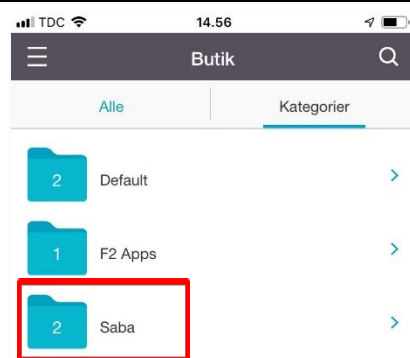 TDC 14.56
Butik
Alle Kategorier
2 Default
1 F2 Apps
2 Saba